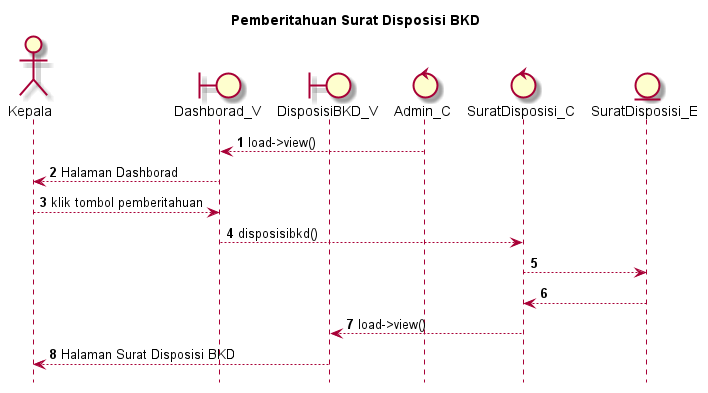 Pemberitahuan Surat Disposisi BKD
Kepala
Dashborad_V
DisposisiBKD_V
Admin_C
SuratDisposisi_C
SuratDisposisi_E
1 load->view()
2 Halaman Dashborad
3 klik tombol pemberitahuan
4 disposisibkd()
5
6
7 load->view()
8 Halaman Surat Disposisi BKD